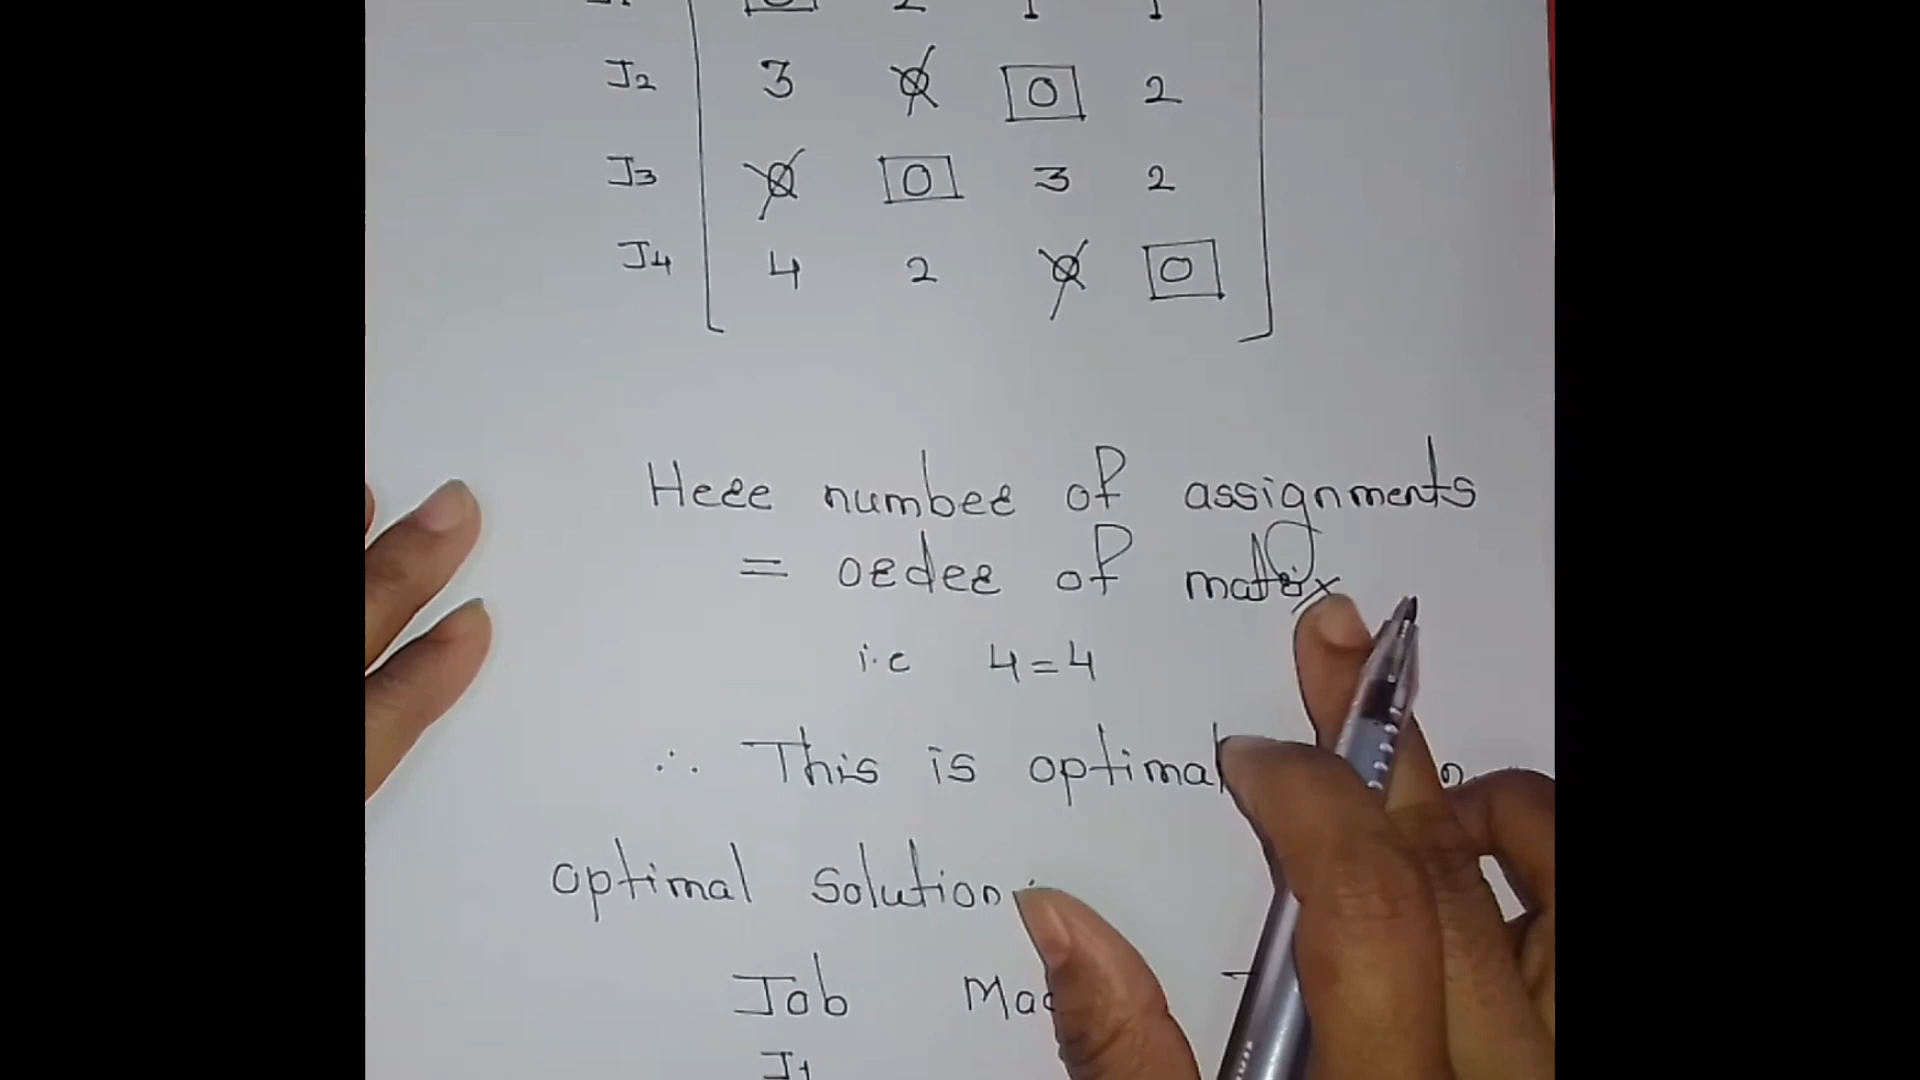 J2 3 0 0 2
J3 0 0 3 2
J4 4 2 0 0
Here number of assignments
= order of matrix
i.e 4=4
∴ This is optimal
optimal solution
Job
J1